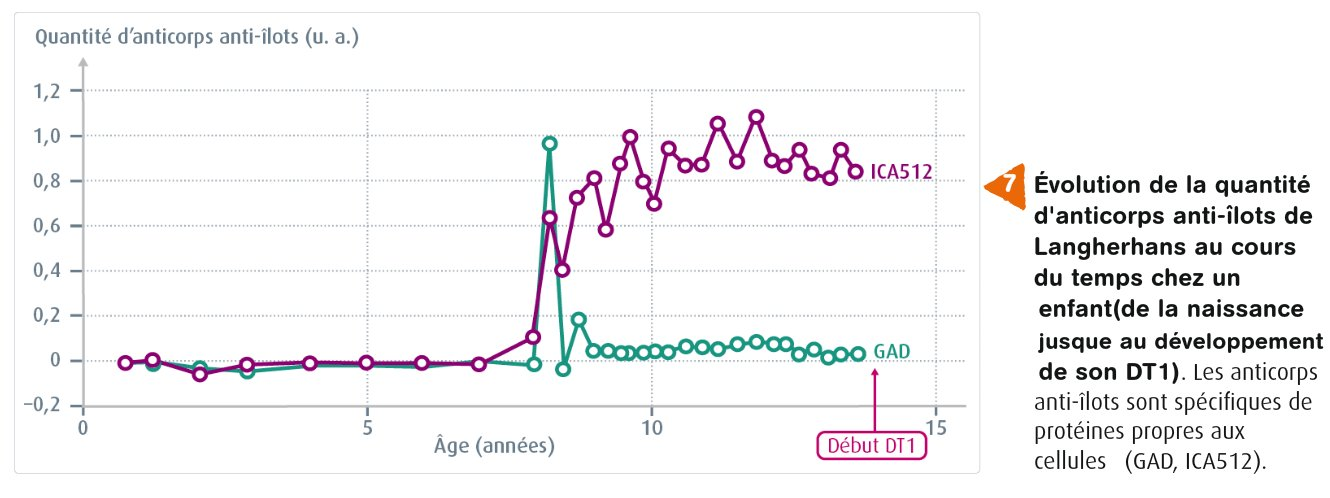 Quantité d'anticorps anti-îlots (u. a.)
1,2
1,0
0,8
0,6
0,4
0,2
0
–0,2
0
5
10
15
Âge (années)
ICA512
GAD
Début DT1
7
Évolution de la quantité
d'anticorps anti-îlots de
Langherhans au cours
du temps chez un
enfant(de la naissance
jusque au développement
de son DT1). Les anticorps
anti-îlots sont spécifiques de
protéines propres aux
cellules (GAD, ICA512).